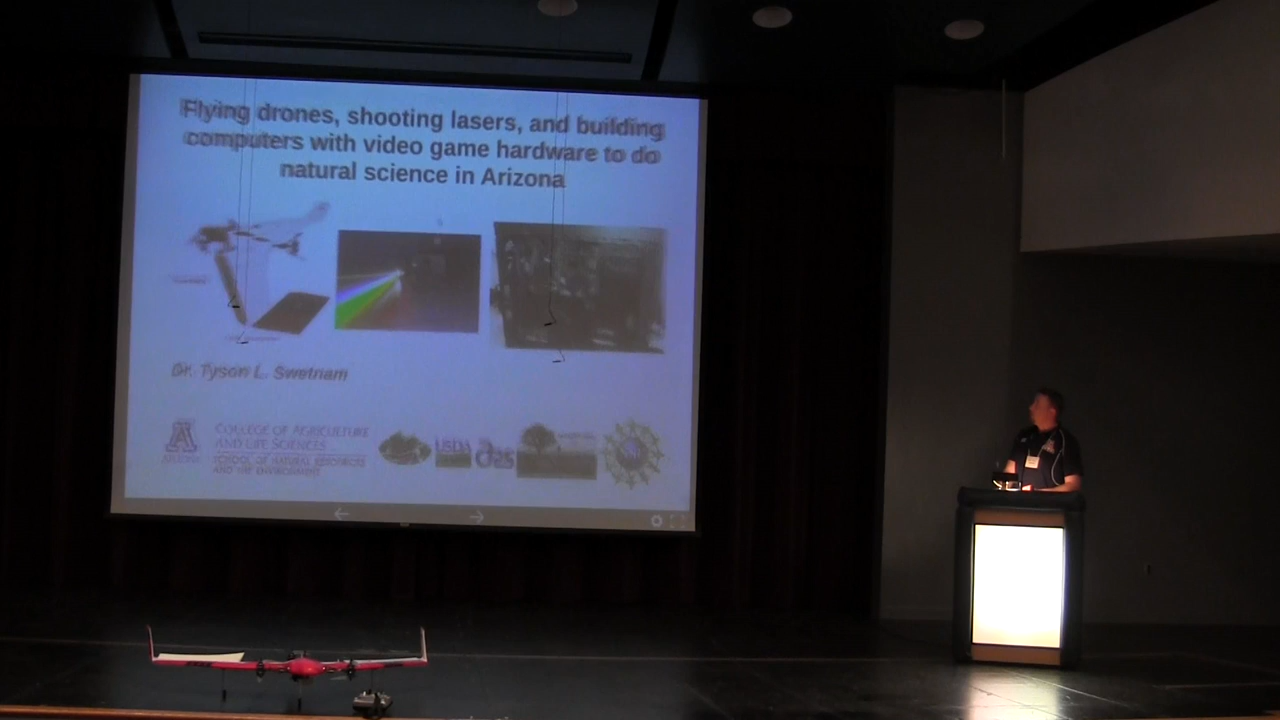 Flying drones, shooting lasers, and building
computers with video game hardware to do
natural science in Arizona
Dr. Tyson L. Swetnam
ARIZONA
COLLEGE OF AGRICULTURE
AND LIFE SCIENCES
SCHOOL OF NATURAL RESOURCES
AND THE ENVIRONMENT
USDA